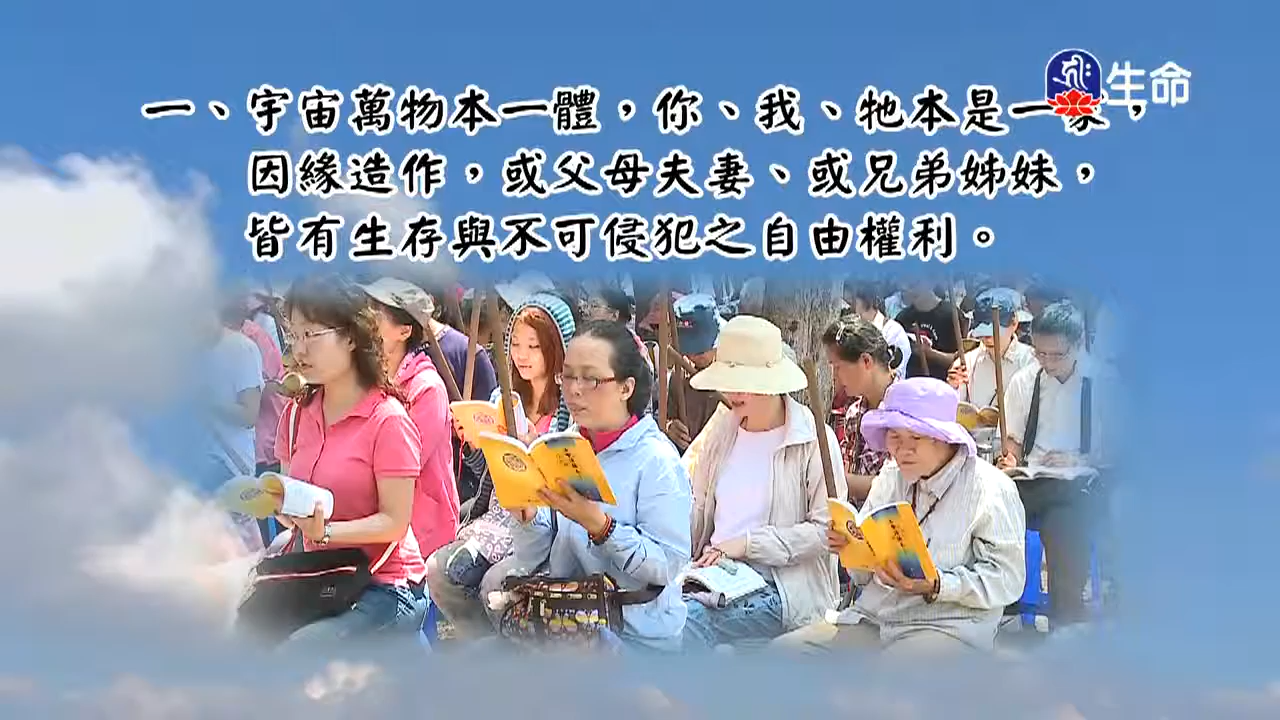 生命
一、宇宙萬物本一體，你、我、牠本是一家，
因緣造作，或父母夫妻、或兄弟姊妹，
皆有生存與不可侵犯之自由權利。